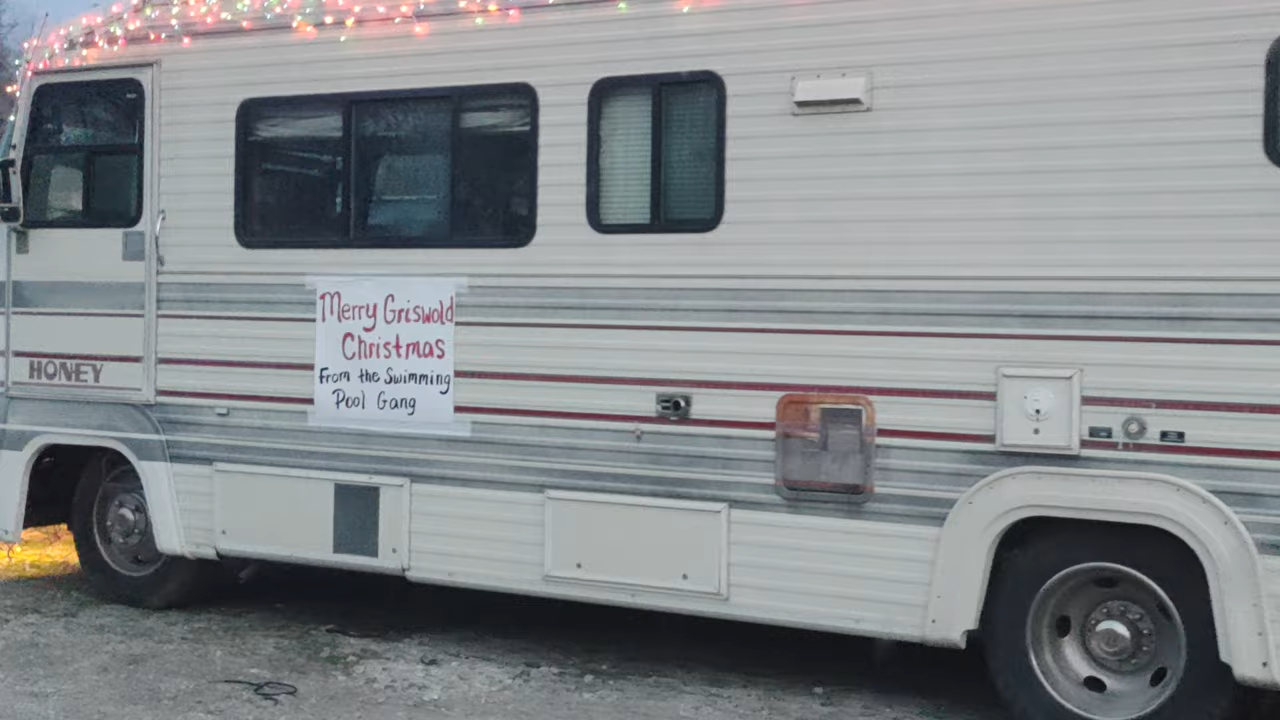 HONEY
Merry Griswold
Christmas
From the Swimming
Pool Gang